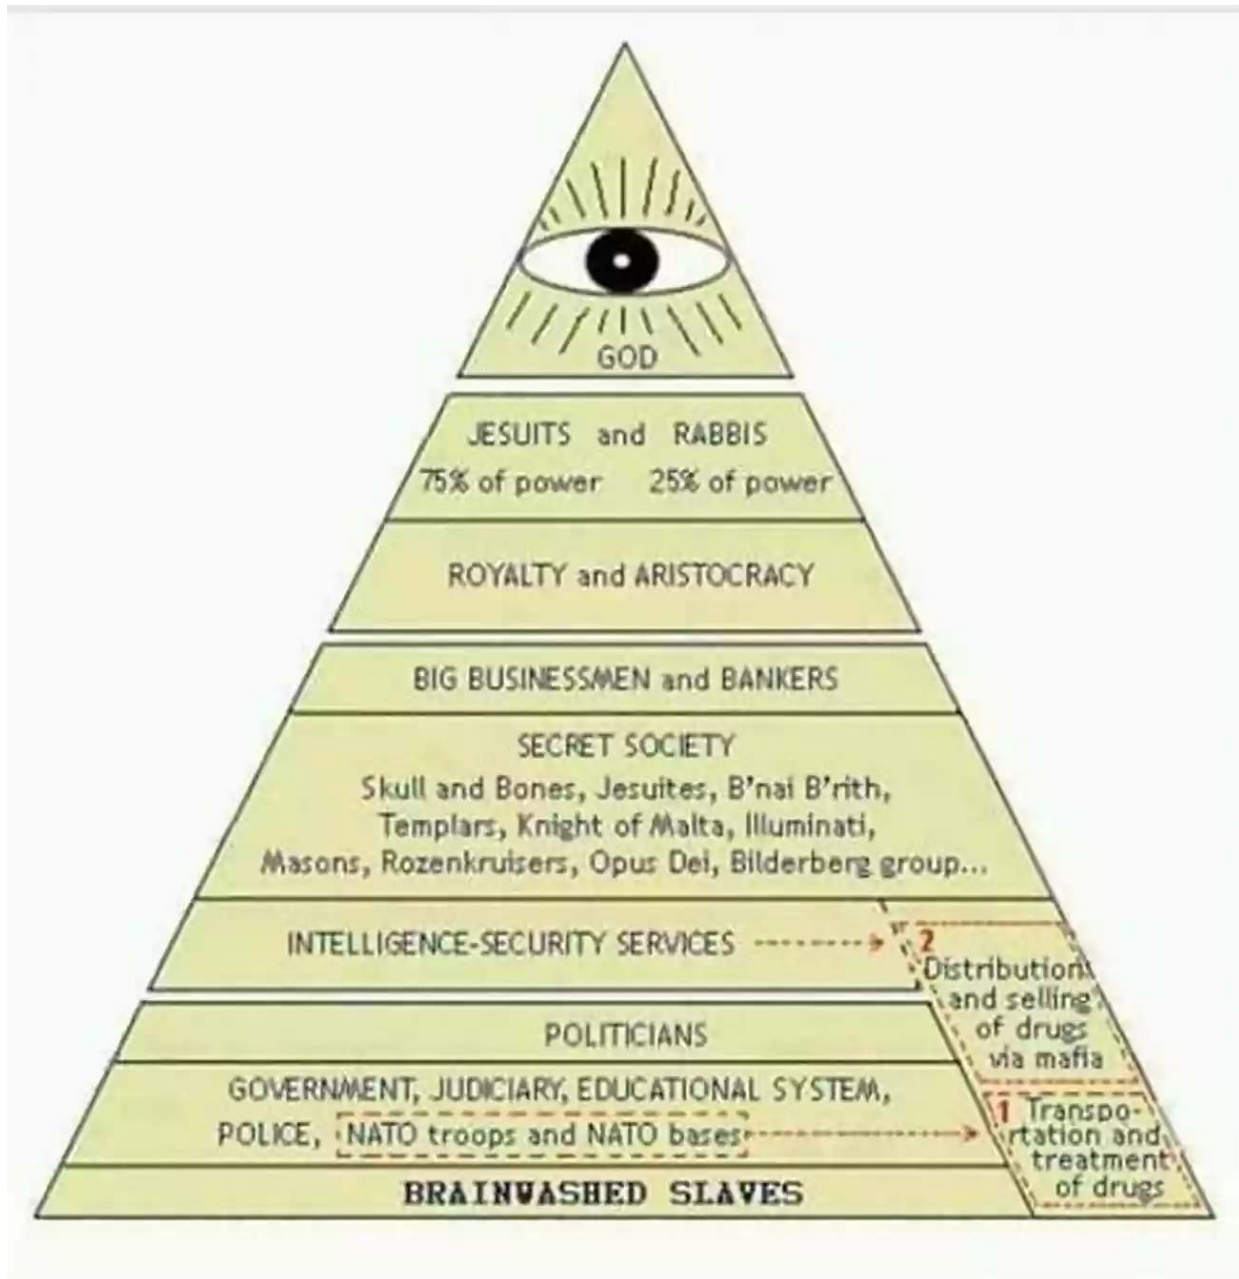 GOD
JESUITS and RABBIS
75% of power 25% of power
ROYALTY and ARISTOCRACY
BIG BUSINESSMEN and BANKERS
SECRET SOCIETY
Skull and Bones, Jesuites, B'nai B'rith,
Templars, Knight of Malta, Illuminati,
Masons, Rozenkruisers, Opus Dei, Bilderberg group...
INTELLIGENCE-SECURITY SERVICES
2
Distribution
and selling
of drugs
via mafia
POLITICIANS
GOVERNMENT, JUDICIARY, EDUCATIONAL SYSTEM,
POLICE, NATO troops and NATO bases
1 Transpo-
rtation and
treatment
of drugs
BRAINWASHED SLAVES